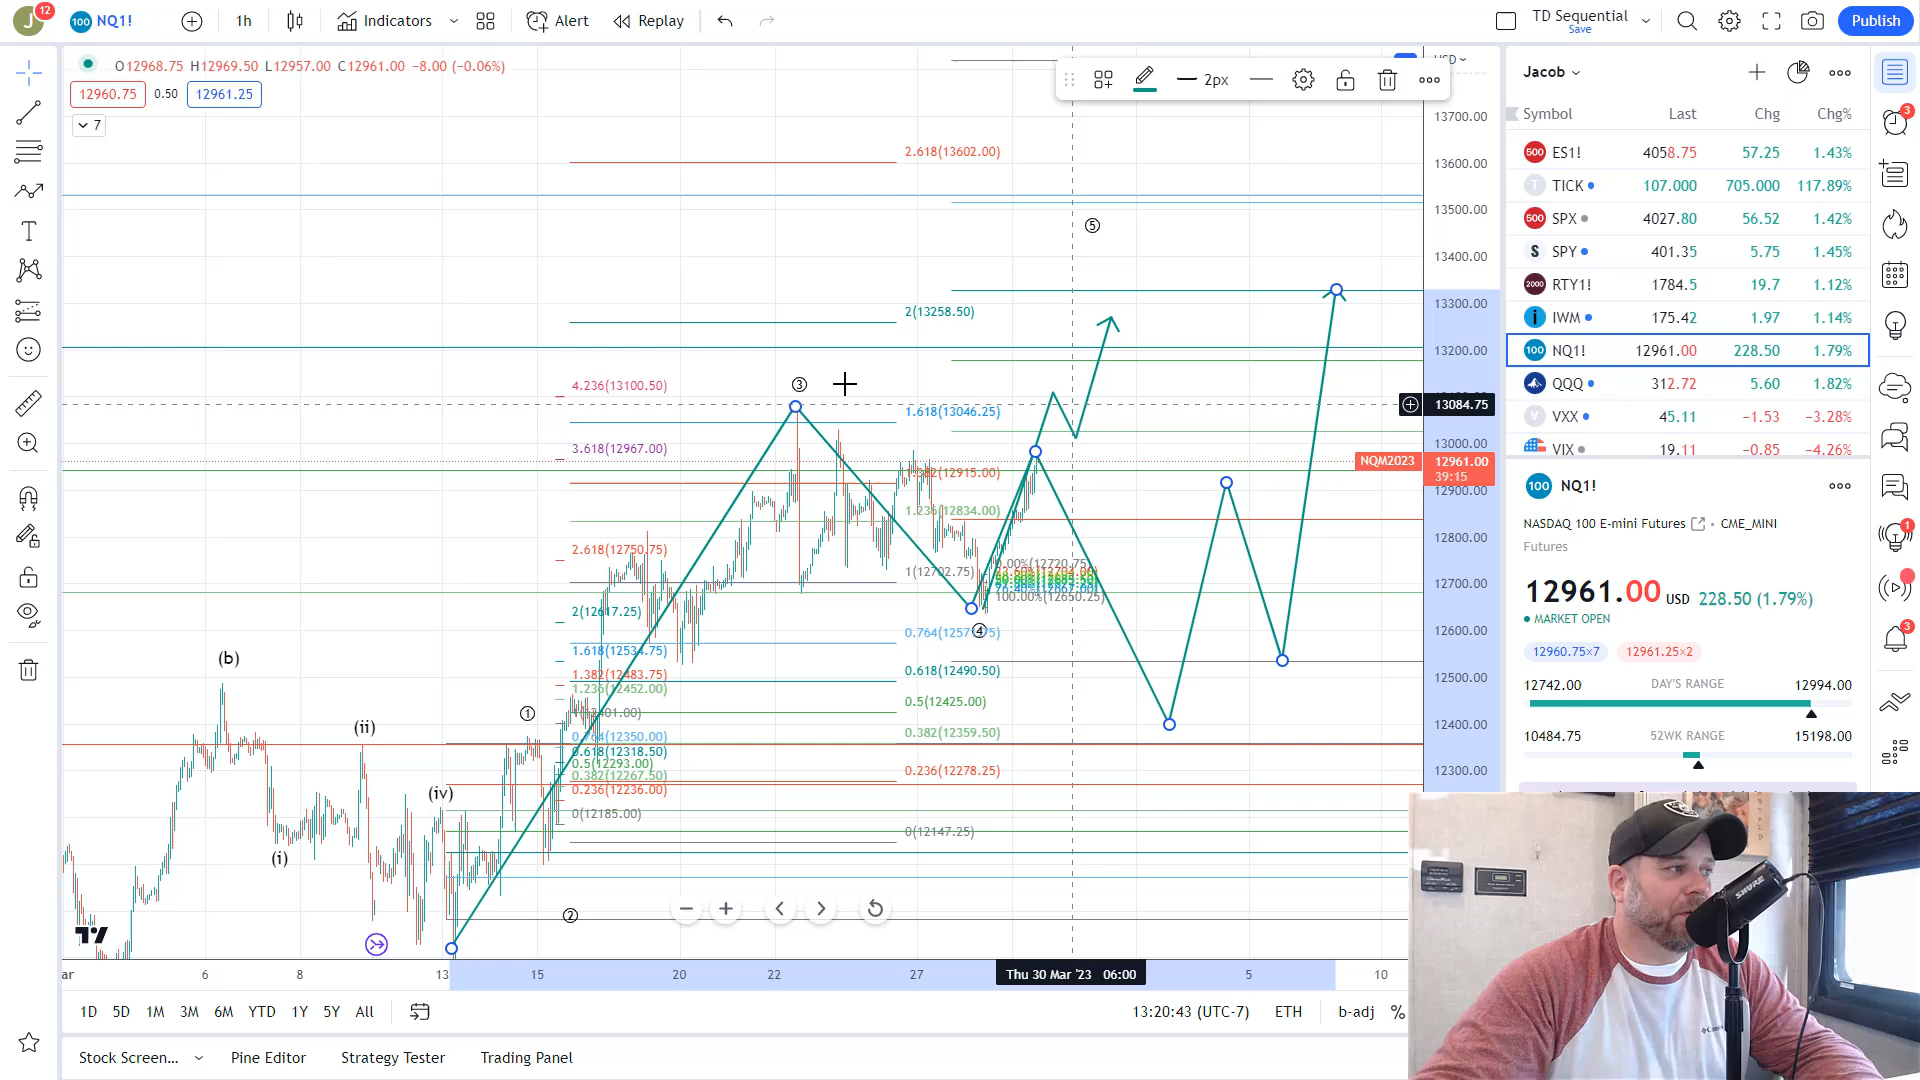 J 12 100 NQ1! 1h Indicators Alert Replay TD Sequential Save Publish
O12968.75 H12969.50 L12957.00 C12961.00 −8.00 (−0.06%)
12960.75 0.50 12961.25
7
2px
13700.00
13600.00
13500.00
13400.00
13300.00
13200.00
13084.75
13000.00
NQM2023 12961.00
39:15
12900.00
12800.00
12700.00
12600.00
12500.00
12400.00
12300.00
2.618(13602.00)
⑤
2(13258.50)
③
4.236(13100.50)
1.618(13046.25)
3.618(12967.00)
1.382(12915.00)
1.236(12834.00)
2.618(12750.75)
1(12702.75)
0.00%(12720.75)
100.00%(12650.25)
2(12617.25)
④
0.618(12490.50)
1.618(12534.75)
1.382(12483.75)
1.236(12452.00)
0.5(12425.00)
0.382(12359.50)
0.764(12350.00)
0.618(12318.50)
0.5(12293.00)
0.382(12267.50)
0.236(12278.25)
0.236(12236.00)
0(12185.00)
0(12147.25)
(b)
(ii)
①
(iv)
(i)
②
ar 6 8 13 15 20 22 27 Thu 30 Mar '23 06:00 5 10
1D 5D 1M 3M 6M YTD 1Y 5Y All 13:20:43 (UTC-7) ETH b-adj %
Stock Screen... Pine Editor Strategy Tester Trading Panel
Jacob
Symbol Last Chg Chg%
500 ES1! 4058.75 57.25 1.43%
T TICK 107.000 705.000 117.89%
500 SPX 4027.80 56.52 1.42%
S SPY 401.35 5.75 1.45%
2000 RTY1! 1784.5 19.7 1.12%
i IWM 175.42 1.97 1.14%
100 NQ1! 12961.00 228.50 1.79%
QQQ 312.72 5.60 1.82%
V VXX 45.11 −1.53 −3.28%
VIX 19.11 −0.85 −4.26%
100 NQ1!
NASDAQ 100 E-mini Futures • CME_MINI
Futures
12961.00 USD 228.50 (1.79%)
MARKET OPEN
12960.75×7 12961.25×2
12742.00 DAY'S RANGE 12994.00
10484.75 52WK RANGE 15198.00
3
1
3
SHURE